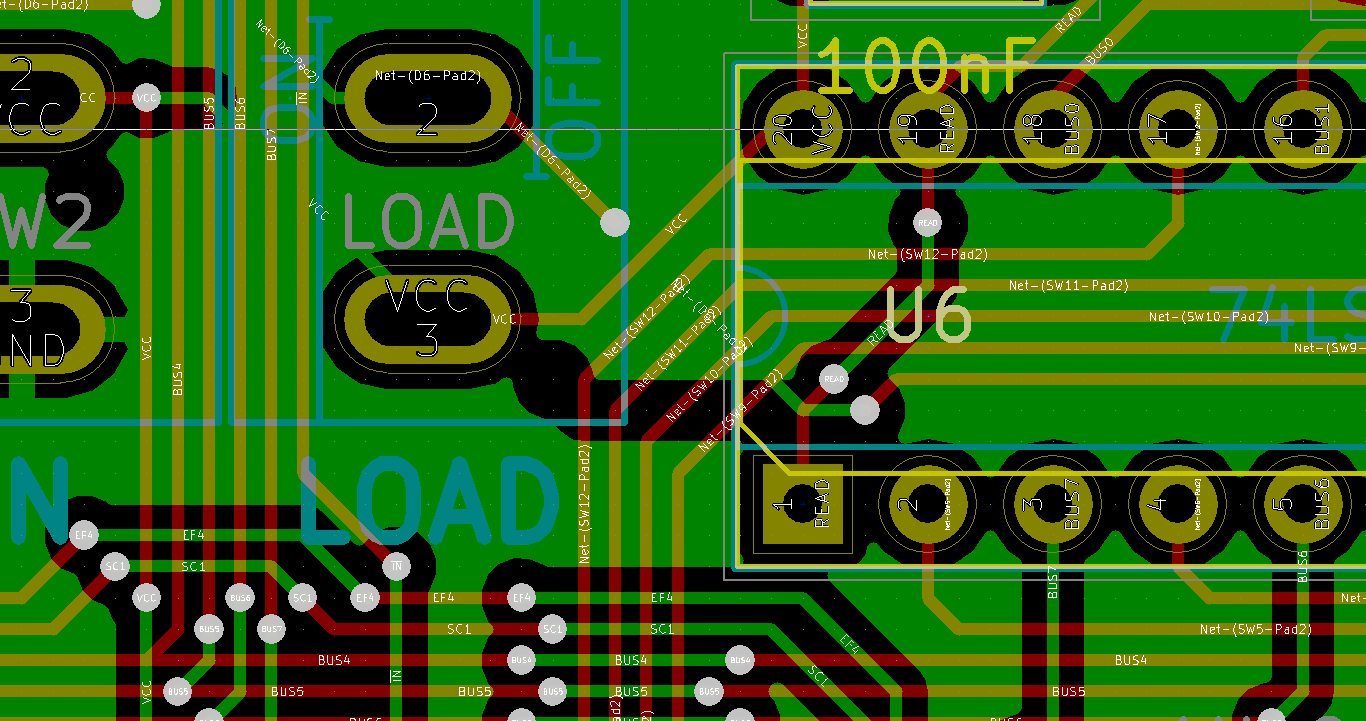 et-(D6-Pad2)
Net-(D6-Pad2)
ON
IN
Net-(D6-Pad2)
2
OFF
VCC
READ
BUS0
100nF
2
CC
VCC
BUS5
BUS6
BUS7
Net-(D6-Pad2)
20
VCC
19
READ
18
BUS0
17
16
BUS1
W2
VCC
LOAD
VCC
READ
Net-(SW12-Pad2)
Net-(SW11-Pad2)
Net-(SW10-Pad2)
Net-(SW9-
3
ND
VCC
3
VCC
U6
74LS
READ
READ
Net-(SW12-Pad2)
Net-(SW11-Pad2)
Net-(SW10-Pad2)
Net-(SW9-Pad2)
VCC
BUS4
Net-(SW12-Pad2)
N
LOAD
1
READ
2
3
BUS7
4
5
BUS6
EF4
EF4
SC1
SC1
IN
VCC
BUS6
SC1
EF4
EF4
EF4
EF4
BUS7
BUS6
Net-
BUS5
BUS7
SC1
SC1
SC1
EF4
Net-(SW5-Pad2)
BUS4
BUS4
BUS4
BUS4
BUS4
SC1
IN
VCC
BUS5
BUS5
BUS5
BUS5
BUS5
BUS5
BUS5